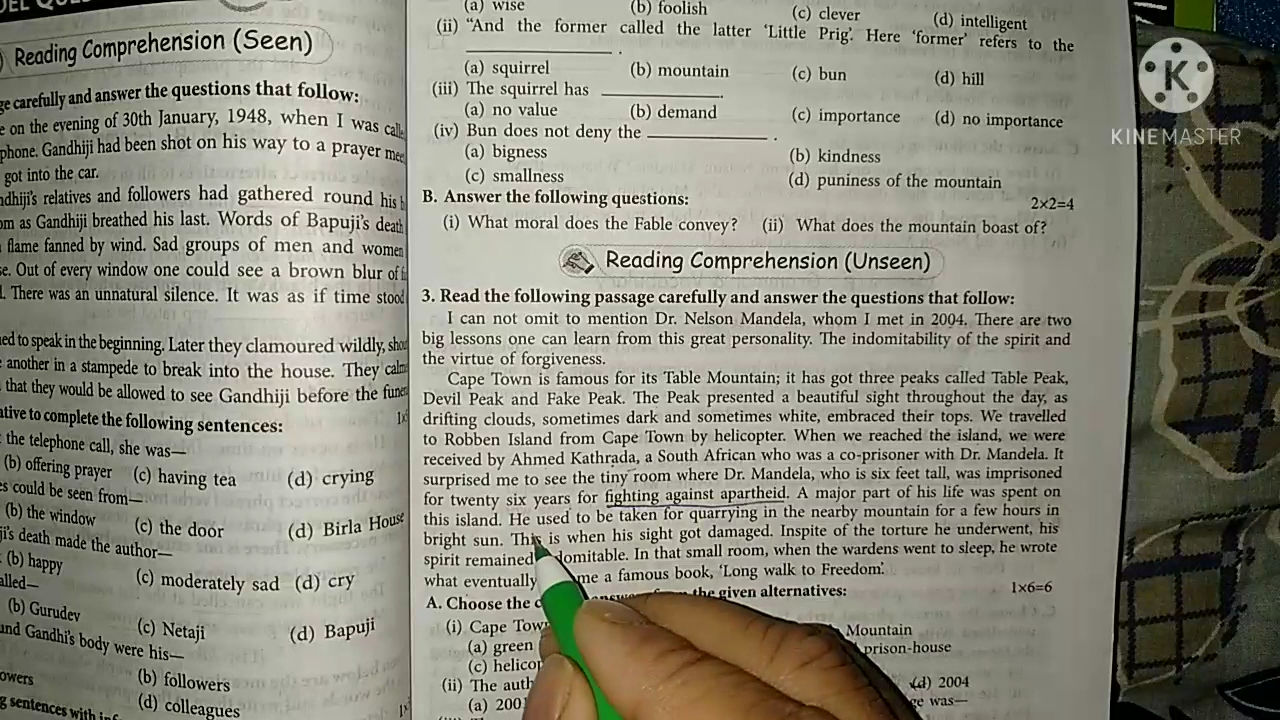 Reading Comprehension (Seen)
carefully and answer the questions that follow:
on the evening of 30th January, 1948, when I was
phone. Gandhiji had been shot on his way to a prayer
got into the car.
relatives and followers had gathered round his
as Gandhiji breathed his last. Words of Bapuji's death
flame fanned by wind. Sad groups of men and women
Out of every window one could see a brown blur of
There was an unnatural silence. It was as if time stood
to speak in the beginning. Later they clamoured wildly,
another in a stampede to break into the house. They
that they would be allowed to see Gandhiji before the
to complete the following sentences:
the telephone call, she was—
(b) offering prayer (c) having tea (d) crying
could be seen from—
(b) the window (c) the door (d) Birla House
death made the author—
(b) happy (c) moderately sad (d) cry
(b) Gurudev (c) Netaji (d) Bapuji
and Gandhi's body were his—
(b) followers
(d) colleagues
sentences with
(a) wise (b) foolish (c) clever (d) intelligent
(ii) "And the former called the latter 'Little Prig'. Here 'former' refers to the
____________ .
(a) squirrel (b) mountain (c) bun (d) hill
(iii) The squirrel has ____________.
(a) no value (b) demand (c) importance (d) no importance
(iv) Bun does not deny the ____________ .
(a) bigness (b) kindness
(c) smallness (d) puniness of the mountain
B. Answer the following questions: 2×2=4
(i) What moral does the Fable convey? (ii) What does the mountain boast of?
Reading Comprehension (Unseen)
3. Read the following passage carefully and answer the questions that follow:
I can not omit to mention Dr. Nelson Mandela, whom I met in 2004. There are two
big lessons one can learn from this great personality. The indomitability of the spirit and
the virtue of forgiveness.
Cape Town is famous for its Table Mountain; it has got three peaks called Table Peak,
Devil Peak and Fake Peak. The Peak presented a beautiful sight throughout the day, as
drifting clouds, sometimes dark and sometimes white, embraced their tops. We travelled
to Robben Island from Cape Town by helicopter. When we reached the island, we were
received by Ahmed Kathrada, a South African who was a co-prisoner with Dr. Mandela. It
surprised me to see the tiny room where Dr. Mandela, who is six feet tall, was imprisoned
for twenty six years for fighting against apartheid. A major part of his life was spent on
this island. He used to be taken for quarrying in the nearby mountain for a few hours in
bright sun. This is when his sight got damaged. Inspite of the torture he underwent, his
spirit remained domitable. In that small room, when the wardens went to sleep, he wrote
what eventually me a famous book, 'Long walk to Freedom'.
A. Choose the the given alternatives: 1×6=6
(i) Cape Mountain
(a) green prison-house
(c)
(ii) The (d) 2004
(a) was—
KINEMASTER